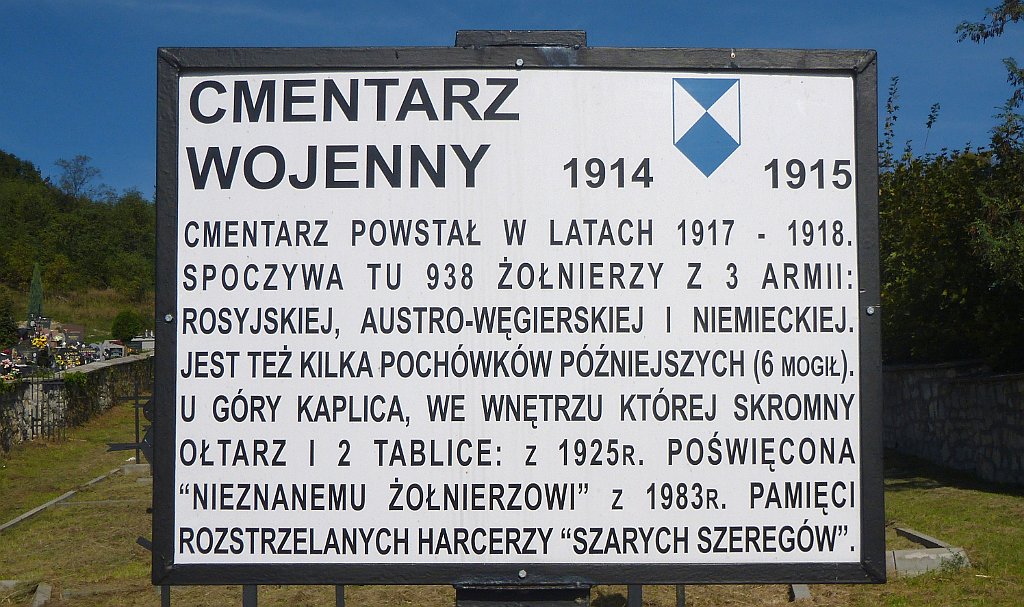 CMENTARZ
WOJENNY 1914 1915
CMENTARZ POWSTAŁ W LATACH 1917 - 1918.
SPOCZYWA TU 938 ŻOŁNIERZY Z 3 ARMII:
ROSYJSKIEJ, AUSTRO-WĘGIERSKIEJ I NIEMIECKIEJ.
JEST TEŻ KILKA POCHÓWKÓW PÓŹNIEJSZYCH (6 MOGIŁ).
U GÓRY KAPLICA, WE WNĘTRZU KTÓREJ SKROMNY
OŁTARZ I 2 TABLICE: Z 1925R. POŚWIĘCONA
“NIEZNANEMU ŻOŁNIERZOWI” Z 1983R. PAMIĘCI
ROZSTRZELANYCH HARCERZY “SZARYCH SZEREGÓW”.